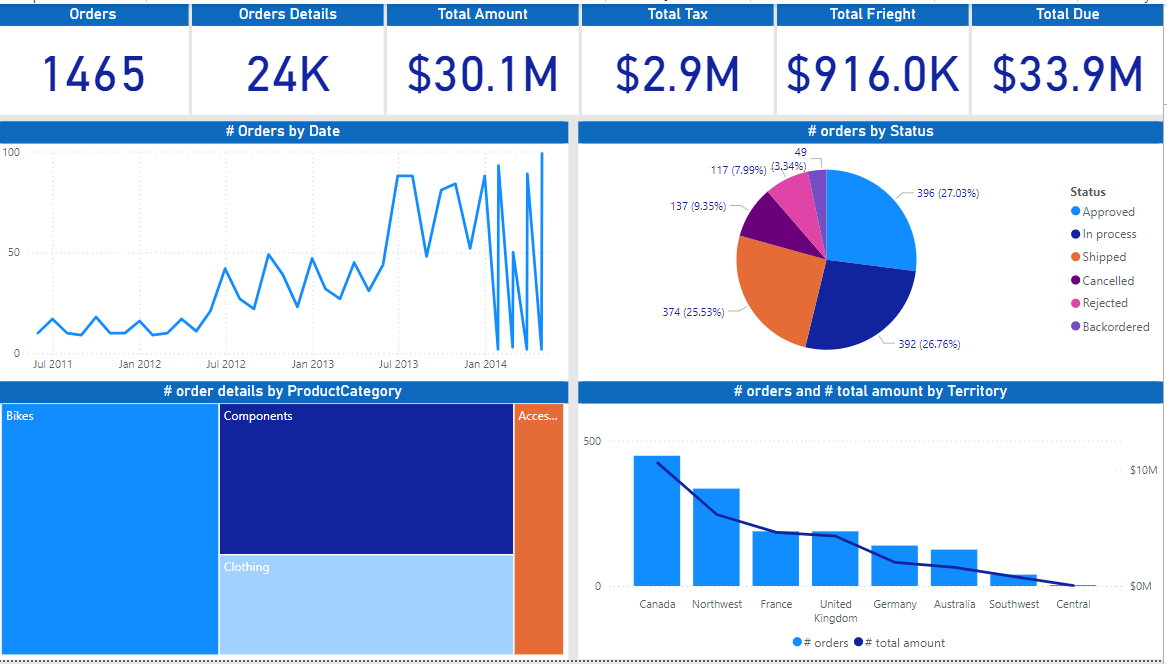 Orders
Orders Details
Total Amount
Total Tax
Total Frieght
Total Due
1465
24K
$30.1M
$2.9M
$916.0K
$33.9M
# Orders by Date
100
50
0
Jul 2011
Jan 2012
Jul 2012
Jan 2013
Jul 2013
Jan 2014
# orders by Status
49
(3.34%)
117 (7.99%)
137 (9.35%)
374 (25.53%)
396 (27.03%)
392 (26.76%)
Status
Approved
In process
Shipped
Cancelled
Rejected
Backordered
# order details by ProductCategory
Bikes
Components
Acces...
Clothing
# orders and # total amount by Territory
500
0
$10M
$0M
Canada
Northwest
France
United
Kingdom
Germany
Australia
Southwest
Central
# orders
# total amount